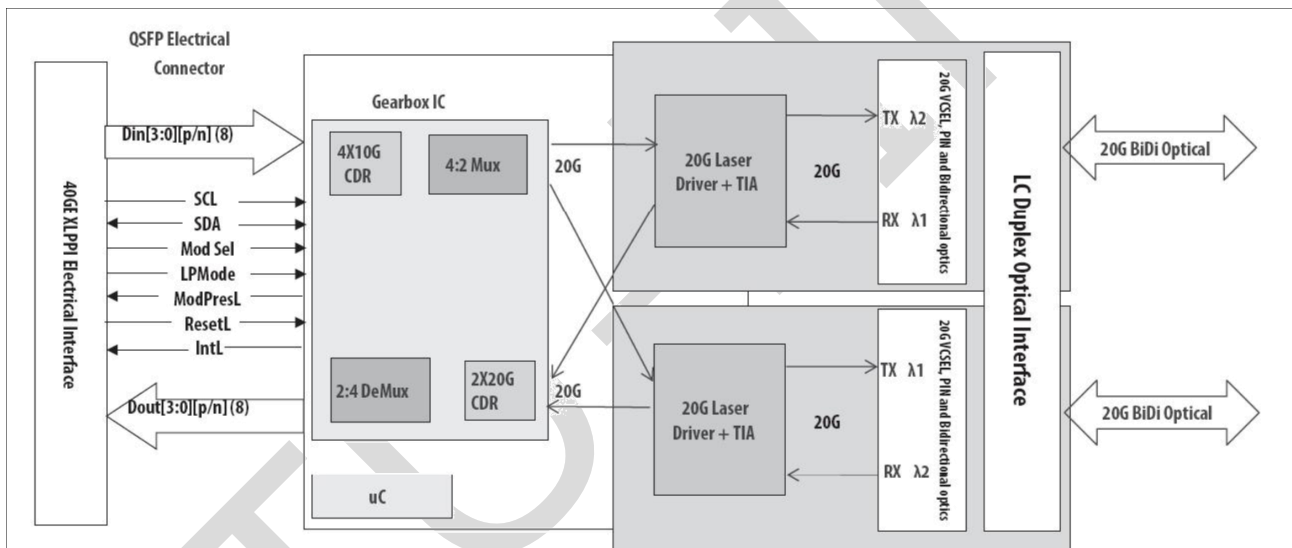 QSFP Electrical
Connector
40GE XLPPI Electrical Interface
Din[3:0][p/n] (8)
SCL
SDA
Mod Sel
LPMode
ModPresL
ResetL
IntL
Dout[3:0][p/n] (8)
Gearbox IC
4X10G
CDR
4:2 Mux
2:4 DeMux
2X20G
CDR
uC
20G
20G
20G Laser
Driver + TIA
20G
TX λ2
RX λ1
20G VCSEL, PIN and Bidirectional optics
20G Laser
Driver + TIA
20G
TX λ1
RX λ2
20G VCSEL, PIN and Bidirectional optics
LC Duplex Optical Interface
20G BiDi Optical
20G BiDi Optical